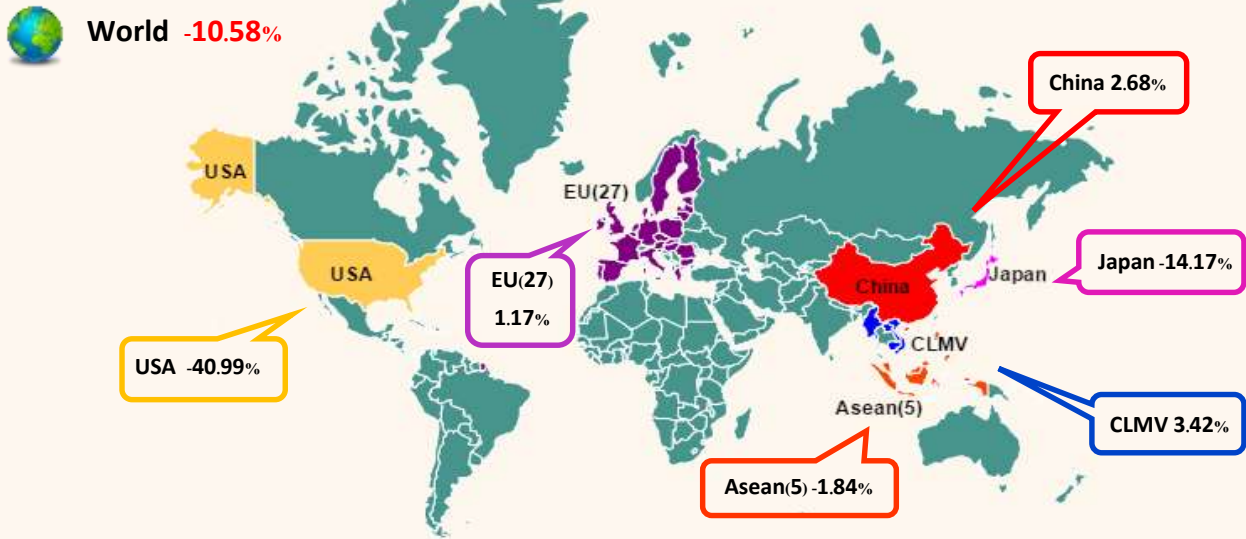 World -10.58%
China 2.68%
USA
EU(27)
USA
EU(27)
1.17%
China
Japan
Japan -14.17%
CLMV
USA -40.99%
Asean(5)
CLMV 3.42%
Asean(5) -1.84%